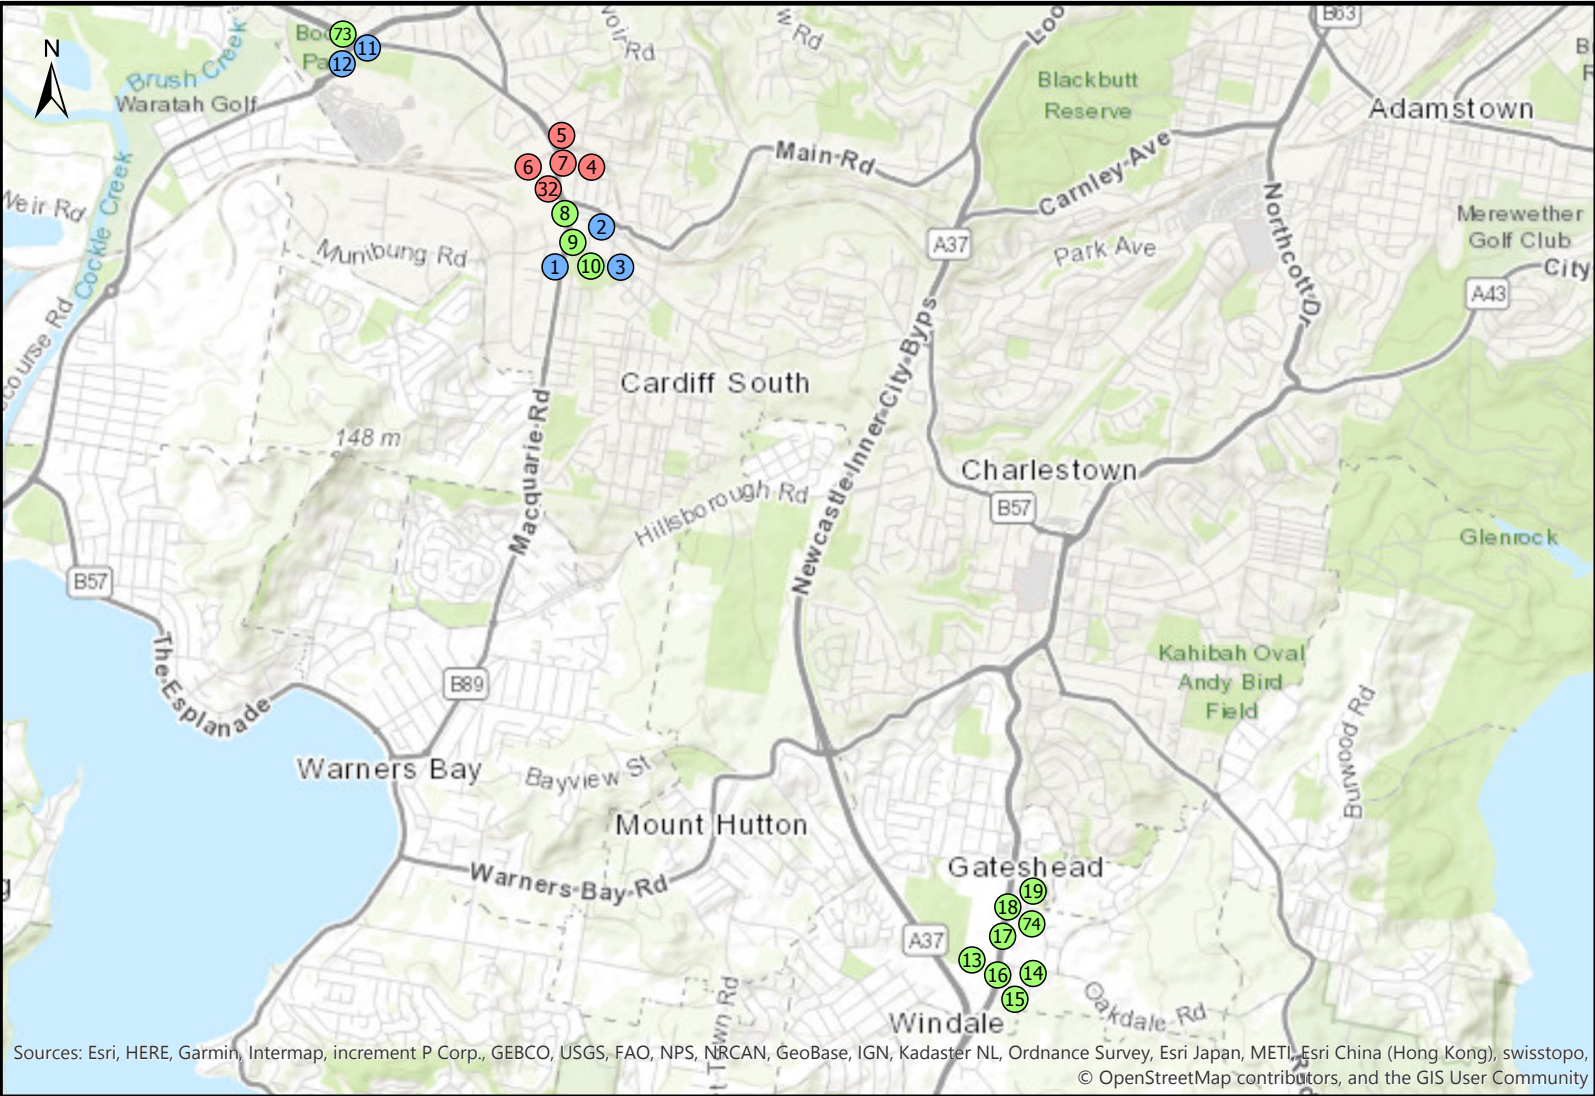 N
Brush Creek
Waratah Golf
73
11
12
B63
Blackbutt
Reserve
Adamstown
5
6
7
4
32
8
2
9
1
10
3
Main Rd
Carnley Ave
Weir Rd
Cockle Creek
Munibung Rd
A37
Park Ave
Northcott Dr
Merewether
Golf Club
City
A43
Cardiff South
Newcastle Inner City Byps
148 m
Macquarie Rd
Hillsborough Rd
Charlestown
B57
Glenrock
B57
The Esplanade
B89
Kahibah Oval
Andy Bird
Field
Burwood Rd
Warners Bay
Bayview St
Mount Hutton
Warners Bay Rd
Gateshead
19
18
74
17
A37
13
16
14
15
Oakdale Rd
Windale
Sources: Esri, HERE, Garmin, Intermap, increment P Corp., GEBCO, USGS, FAO, NPS, NRCAN, GeoBase, IGN, Kadaster NL, Ordnance Survey, Esri Japan, METI, Esri China (Hong Kong), swisstopo,
© OpenStreetMap contributors, and the GIS User Community